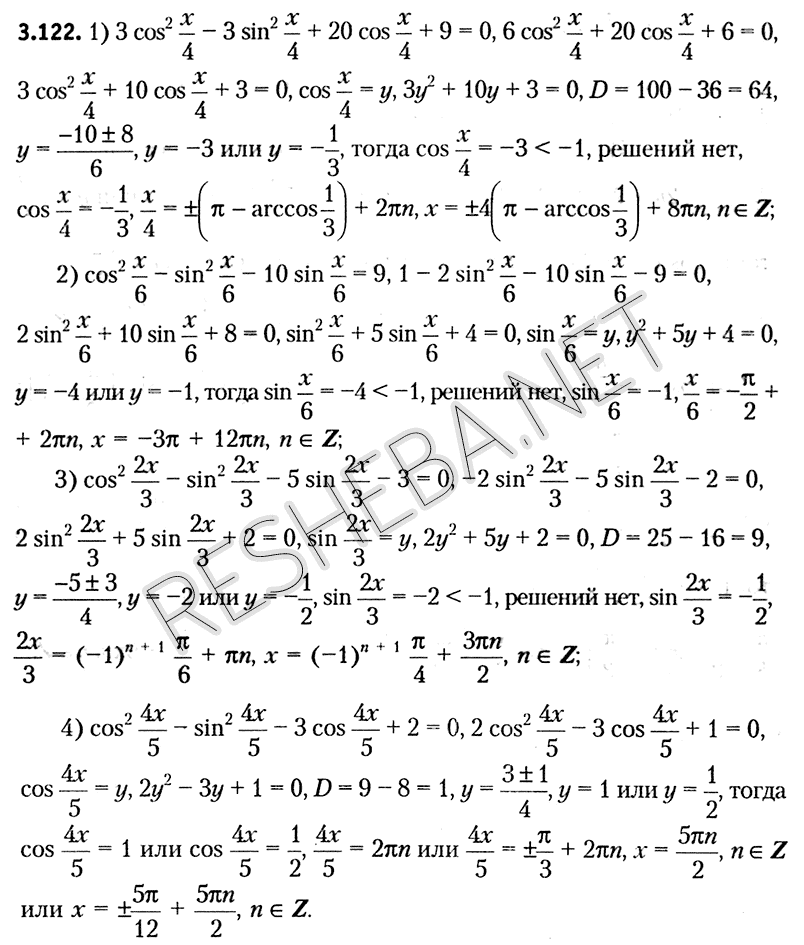 3.122. 1) 3 cos² x/4 − 3 sin² x/4 + 20 cos x/4 + 9 = 0, 6 cos² x/4 + 20 cos x/4 + 6 = 0,
3 cos² x/4 + 10 cos x/4 + 3 = 0, cos x/4 = y, 3y² + 10y + 3 = 0, D = 100 − 36 = 64,
y = (−10 ± 8)/6, y = −3 или y = −1/3, тогда cos x/4 = −3 < −1, решений нет,
cos x/4 = −1/3, x/4 = ±(π − arccos 1/3) + 2πn, x = ±4(π − arccos 1/3) + 8πn, n ∈ Z;
2) cos² x/6 − sin² x/6 − 10 sin x/6 = 9, 1 − 2 sin² x/6 − 10 sin x/6 − 9 = 0,
2 sin² x/6 + 10 sin x/6 + 8 = 0, sin² x/6 + 5 sin x/6 + 4 = 0, sin x/6 = y, y² + 5y + 4 = 0,
y = −4 или y = −1, тогда sin x/6 = −4 < −1, решений нет, sin x/6 = −1, x/6 = −π/2 +
+ 2πn, x = −3π + 12πn, n ∈ Z;
3) cos² 2x/3 − sin² 2x/3 − 5 sin 2x/3 − 3 = 0, −2 sin² 2x/3 − 5 sin 2x/3 − 2 = 0,
2 sin² 2x/3 + 5 sin 2x/3 + 2 = 0, sin 2x/3 = y, 2y² + 5y + 2 = 0, D = 25 − 16 = 9,
y = (−5 ± 3)/4, y = −2 или y = −1/2, sin 2x/3 = −2 < −1, решений нет, sin 2x/3 = −1/2,
2x/3 = (−1)ⁿ ⁺ ¹ π/6 + πn, x = (−1)ⁿ ⁺ ¹ π/4 + 3πn/2, n ∈ Z;
4) cos² 4x/5 − sin² 4x/5 − 3 cos 4x/5 + 2 = 0, 2 cos² 4x/5 − 3 cos 4x/5 + 1 = 0,
cos 4x/5 = y, 2y² − 3y + 1 = 0, D = 9 − 8 = 1, y = (3 ± 1)/4, y = 1 или y = 1/2, тогда
cos 4x/5 = 1 или cos 4x/5 = 1/2, 4x/5 = 2πn или 4x/5 = ±π/3 + 2πn, x = 5πn/2, n ∈ Z
или x = ±5π/12 + 5πn/2, n ∈ Z.
RESHEBA.NET